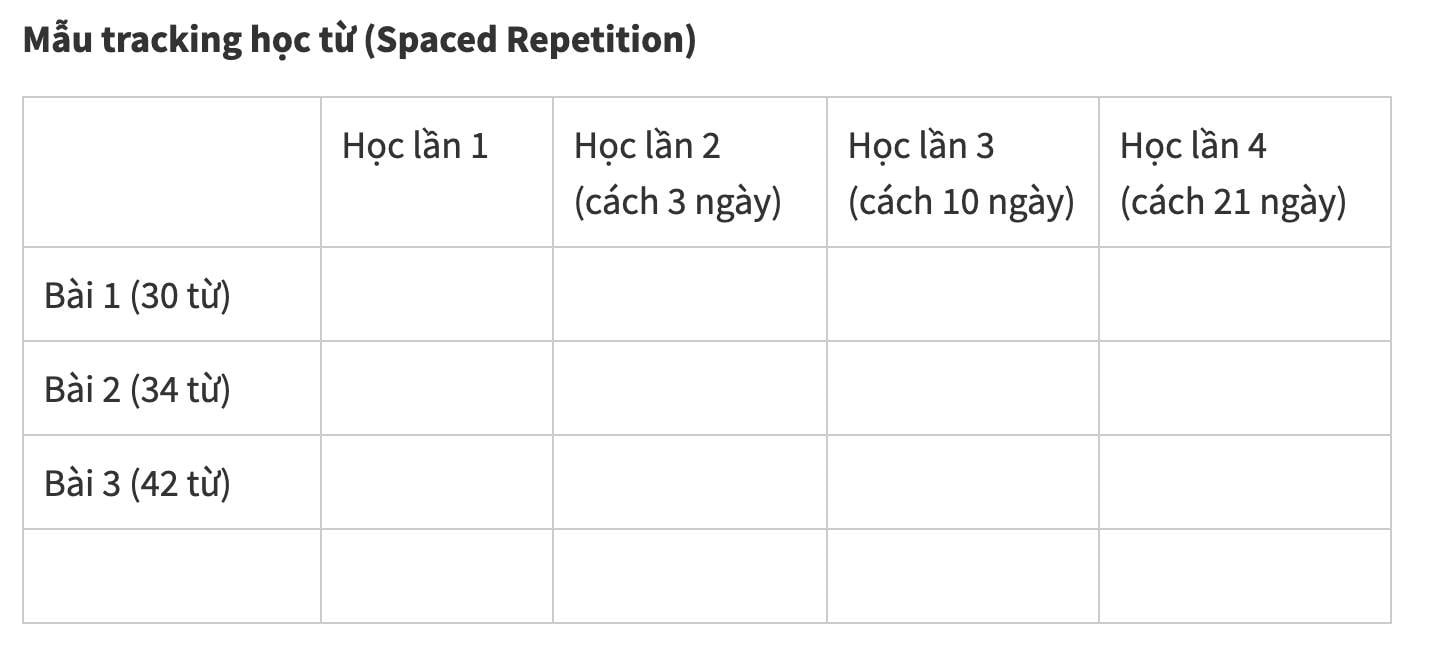 Mẫu tracking học từ (Spaced Repetition)
Học lần 1
Học lần 2
(cách 3 ngày)
Học lần 3
(cách 10 ngày)
Học lần 4
(cách 21 ngày)
Bài 1 (30 từ)
Bài 2 (34 từ)
Bài 3 (42 từ)